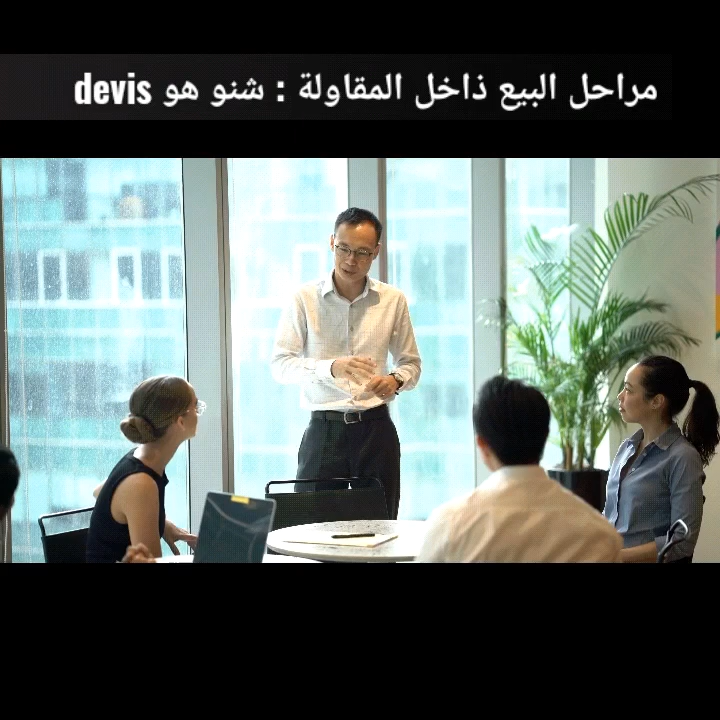 مراحل البيع داخل المقاولة : شنو هو devis